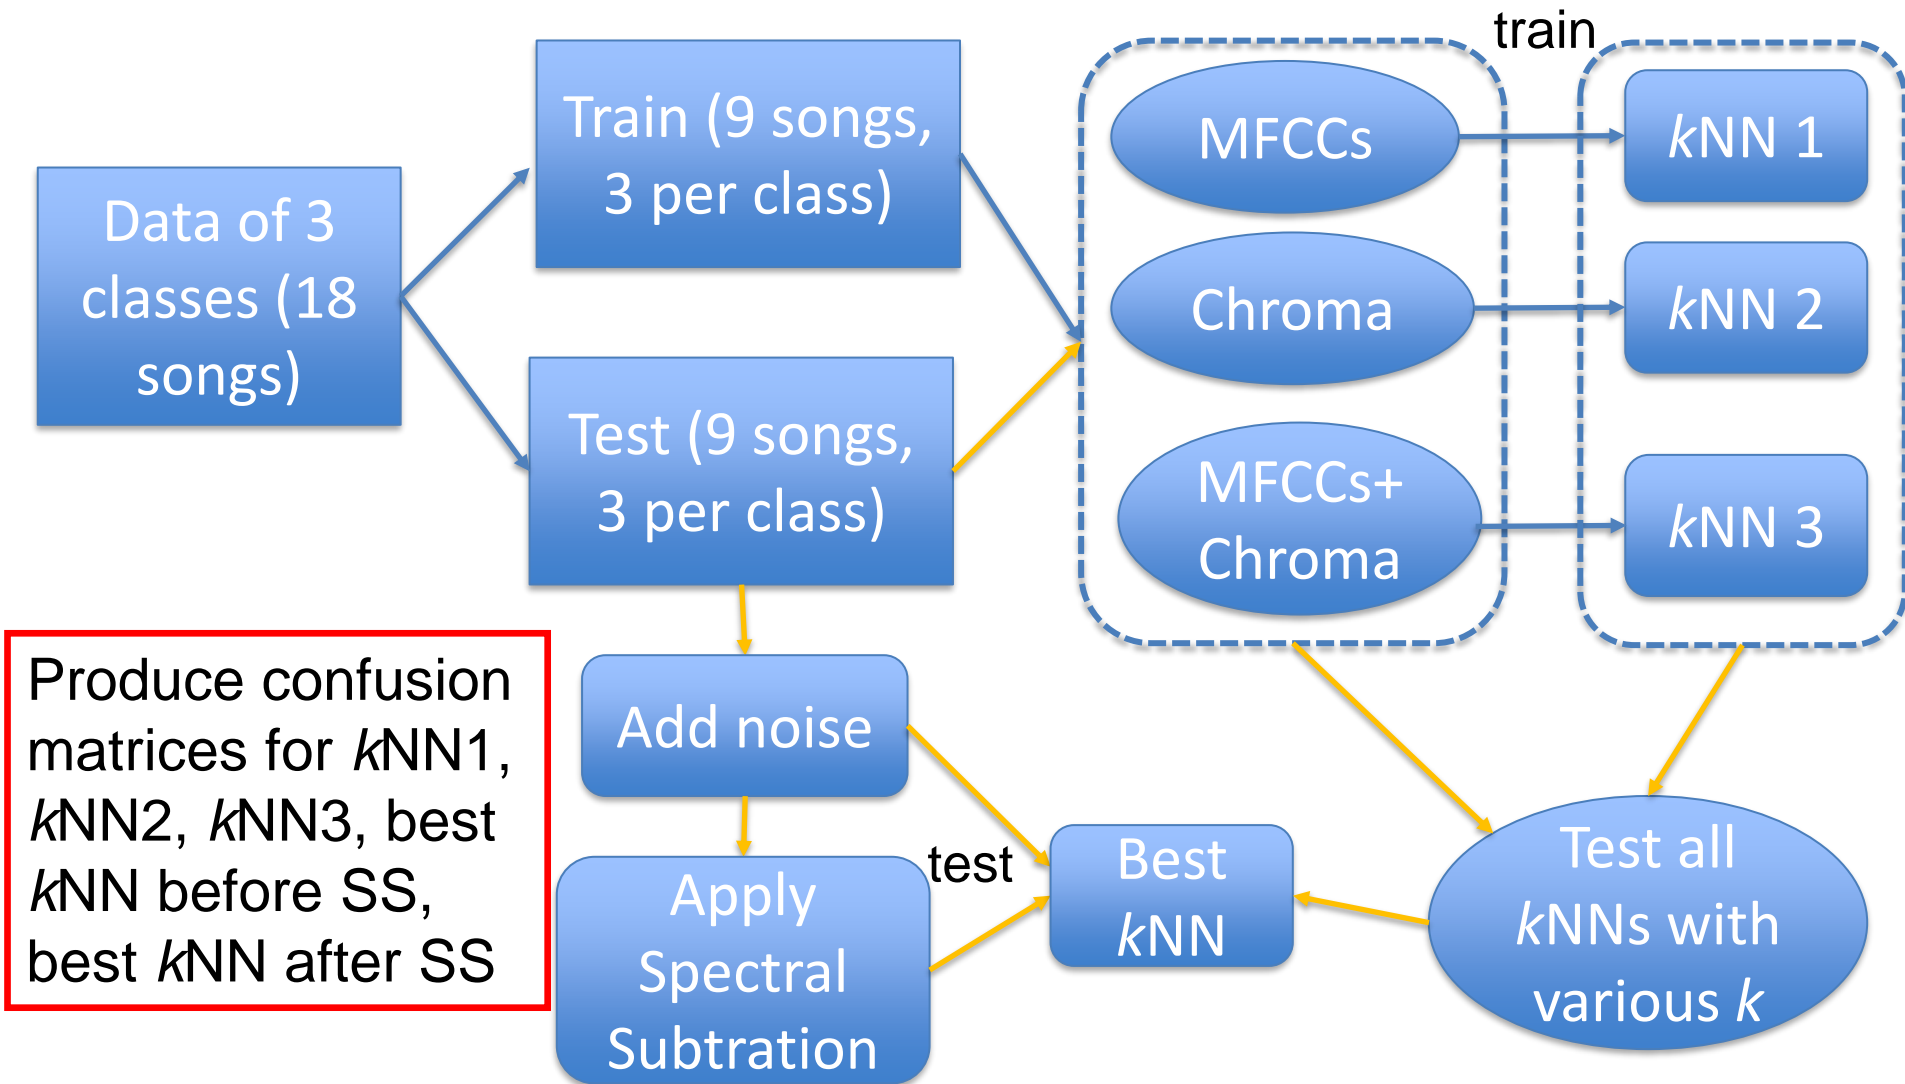 Data of 3
classes (18
songs)
Train (9 songs,
3 per class)
Test (9 songs,
3 per class)
train
MFCCs
Chroma
MFCCs+
Chroma
kNN 1
kNN 2
kNN 3
Produce confusion
matrices for kNN1,
kNN2, kNN3, best
kNN before SS,
best kNN after SS
Add noise
Apply
Spectral
Subtration
test
Best
kNN
Test all
kNNs with
various k